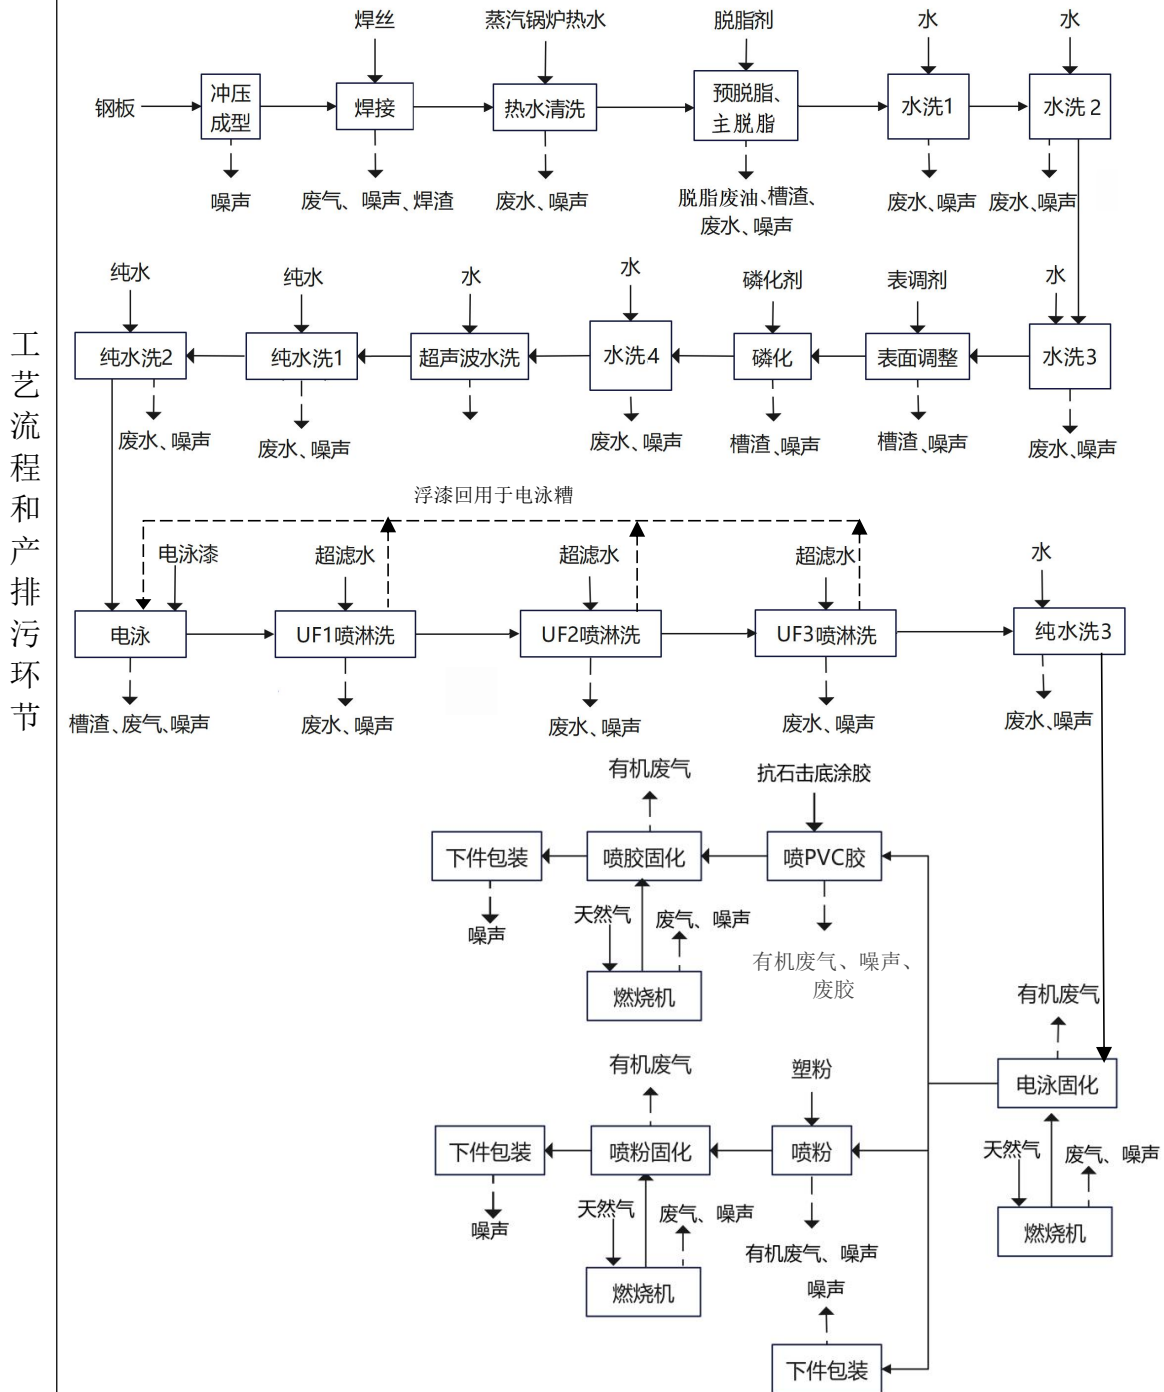 工艺流程和产排污环节
焊丝
蒸汽锅炉热水
脱脂剂
水
水
钢板
冲压
成型
焊接
热水清洗
预脱脂、
主脱脂
水洗1
水洗2
噪声
废气、噪声、焊渣
废水、噪声
脱脂废油、槽渣、
废水、噪声
废水、噪声
废水、噪声
纯水
纯水
水
水
磷化剂
表调剂
水
纯水洗2
纯水洗1
超声波水洗
水洗4
磷化
表面调整
水洗3
废水、噪声
废水、噪声
废水、噪声
槽渣、噪声
槽渣、噪声
废水、噪声
浮漆回用于电泳糟
电泳漆
超滤水
超滤水
超滤水
水
电泳
UF1喷淋洗
UF2喷淋洗
UF3喷淋洗
纯水洗3
槽渣、废气、噪声
废水、噪声
废水、噪声
废水、噪声
废水、噪声
有机废气
抗石击底涂胶
下件包装
喷胶固化
喷PVC胶
噪声
天然气
废气、噪声
有机废气、噪声、
废胶
燃烧机
有机废气
有机废气
塑粉
电泳固化
下件包装
喷粉固化
喷粉
天然气
废气、噪声
噪声
天然气
废气、噪声
有机废气、噪声
燃烧机
燃烧机
噪声
下件包装